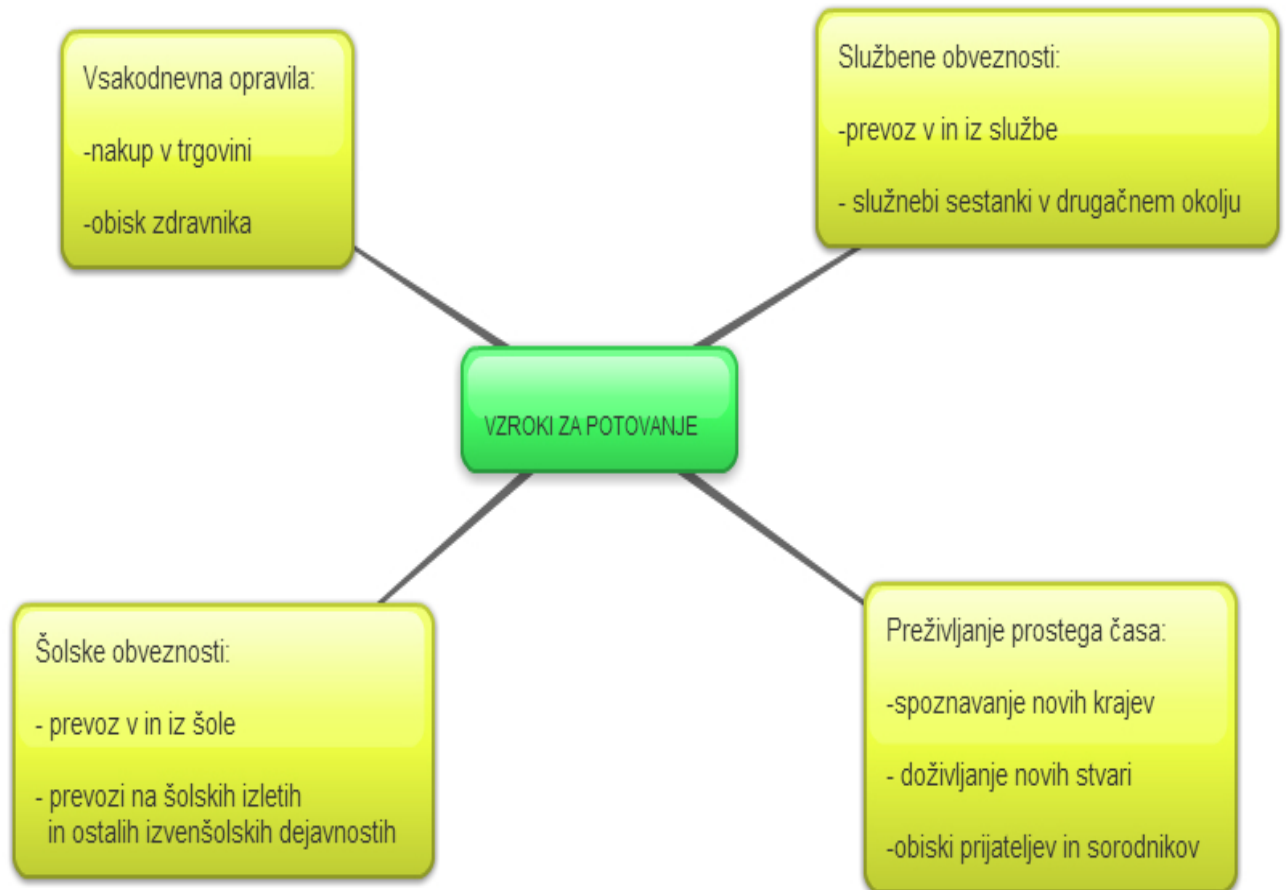 Vsakodnevna opravila:
-nakup v trgovini
-obisk zdravnika
Službene obveznosti:
-prevoz v in iz službe
- služnebi sestanki v drugačnem okolju
VZROKI ZA POTOVANJE
Šolske obveznosti:
- prevoz v in iz šole
- prevozi na šolskih izletih
in ostalih izvenšolskih dejavnostih
Preživljanje prostega časa:
-spoznavanje novih krajev
- doživljanje novih stvari
-obiski prijateljev in sorodnikov